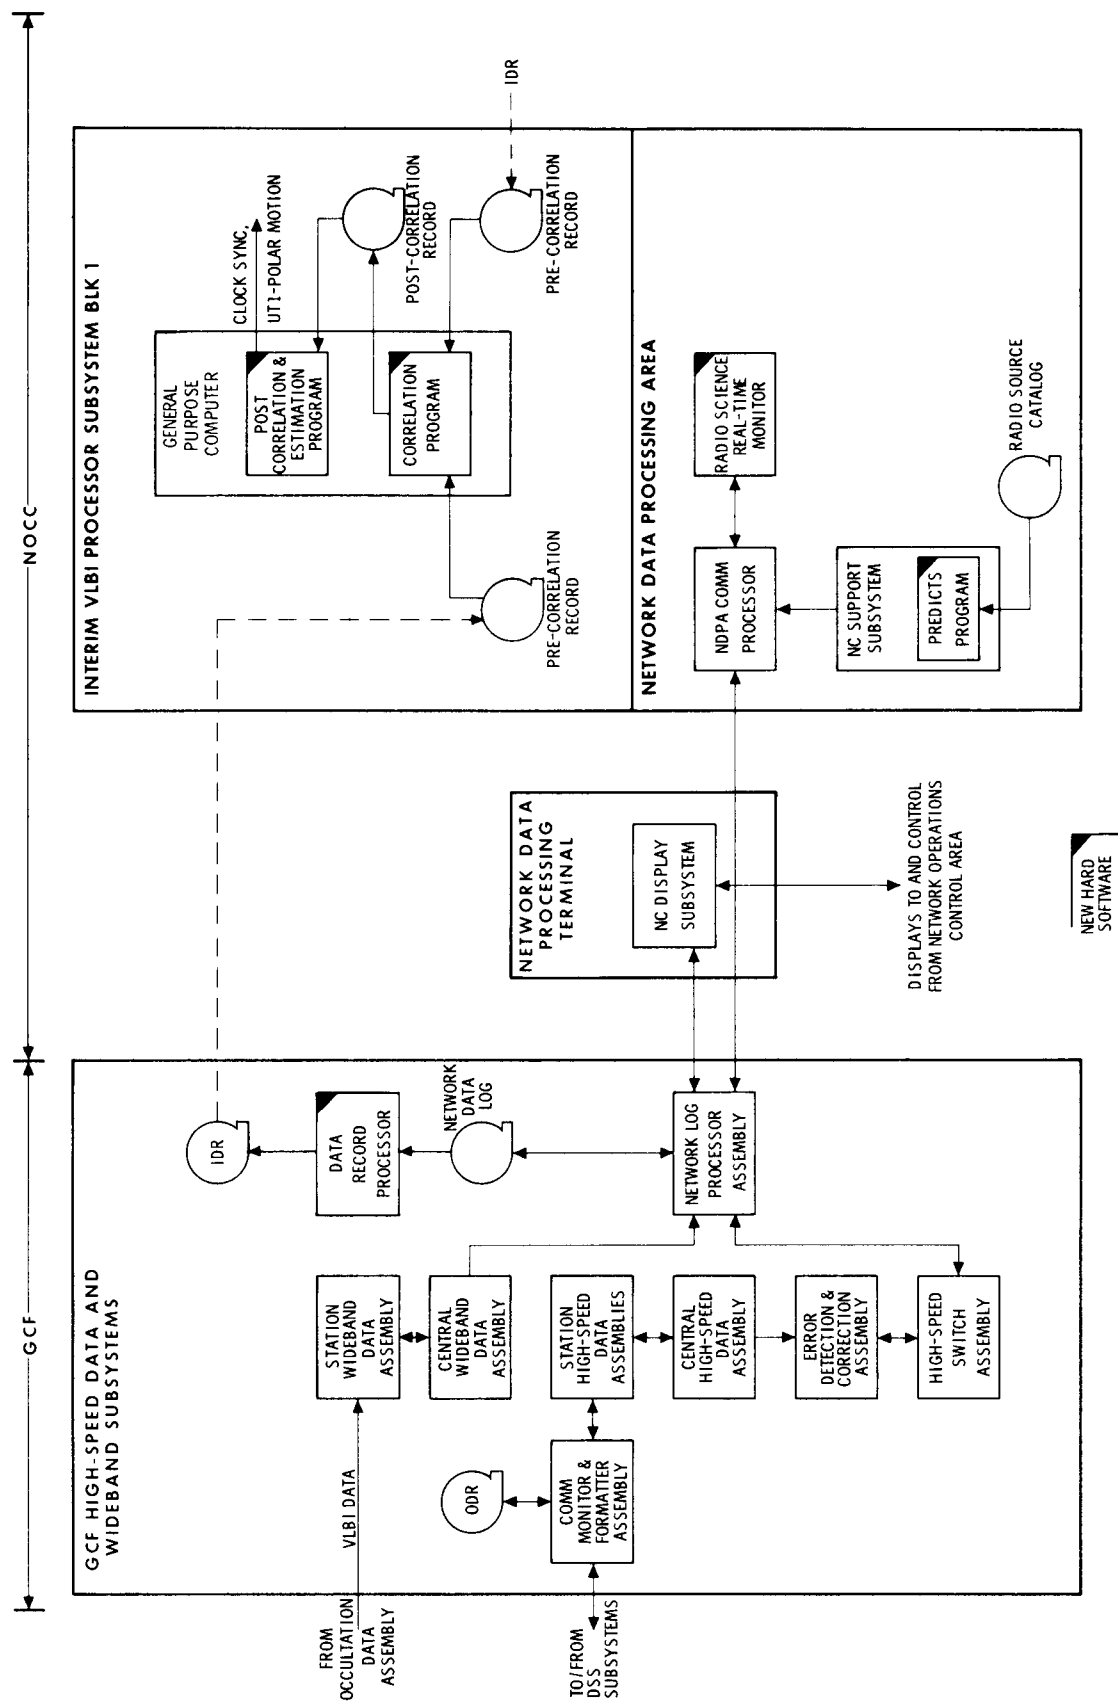 GCF
NOCC
GCF HIGH-SPEED DATA AND
WIDEBAND SUBSYSTEMS
FROM
OCCULTATION
DATA
ASSEMBLY
VLBI DATA
STATION
WIDEBAND
DATA
ASSEMBLY
CENTRAL
WIDEBAND
DATA
ASSEMBLY
ODR
TO/FROM
DSS
SUBSYSTEMS
COMM
MONITOR &
FORMATTER
ASSEMBLY
STATION
HIGH-SPEED
DATA
ASSEMBLIES
CENTRAL
HIGH-SPEED
DATA
ASSEMBLY
ERROR
DETECTION &
CORRECTION
ASSEMBLY
HIGH-SPEED
SWITCH
ASSEMBLY
IDR
DATA
RECORD
PROCESSOR
NETWORK
DATA
LOG
NETWORK LOG
PROCESSOR
ASSEMBLY
NETWORK DATA
PROCESSING
TERMINAL
NC DISPLAY
SUBSYSTEM
DISPLAYS TO AND CONTROL
FROM NETWORK OPERATIONS
CONTROL AREA
INTERIM VLBI PROCESSOR SUBSYSTEM BLK 1
GENERAL
PURPOSE
COMPUTER
POST
CORRELATION &
ESTIMATION
PROGRAM
CLOCK SYNC,
UT1-POLAR MOTION
CORRELATION
PROGRAM
POST-CORRELATION
RECORD
PRE-CORRELATION
RECORD
PRE-CORRELATION
RECORD
IDR
NETWORK DATA PROCESSING AREA
NDPA COMM
PROCESSOR
RADIO SCIENCE
REAL-TIME
MONITOR
NC SUPPORT
SUBSYSTEM
PREDICTS
PROGRAM
RADIO SOURCE
CATALOG
NEW HARD
SOFTWARE